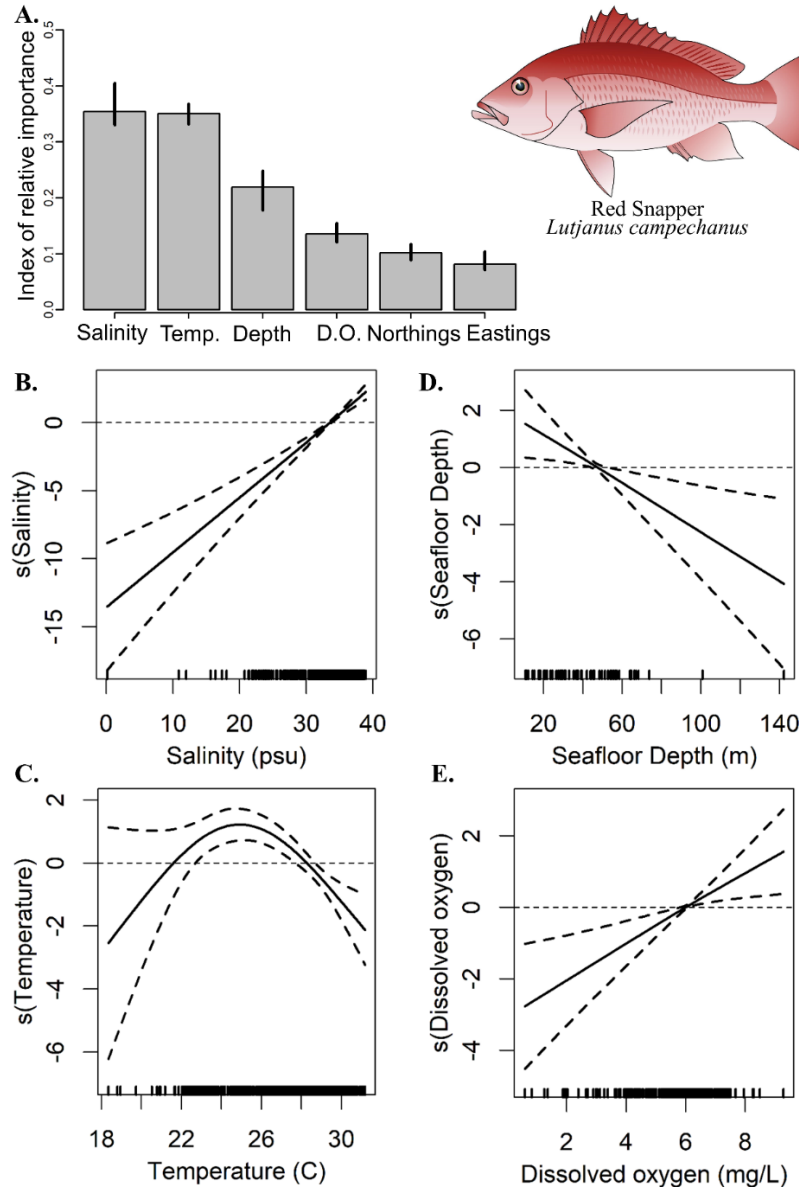 A.
Index of relative importance
0.0 0.1 0.2 0.3 0.4 0.5
Salinity Temp. Depth D.O. Northings Eastings
Red Snapper
Lutjanus campechanus
B.
s(Salinity)
0
-5
-10
-15
0 10 20 30 40
Salinity (psu)
D.
s(Seafloor Depth)
2
0
-2
-4
-6
20 60 100 140
Seafloor Depth (m)
C.
s(Temperature)
2
0
-2
-4
-6
18 22 26 30
Temperature (C)
E.
s(Dissolved oxygen)
2
0
-2
-4
2 4 6 8
Dissolved oxygen (mg/L)